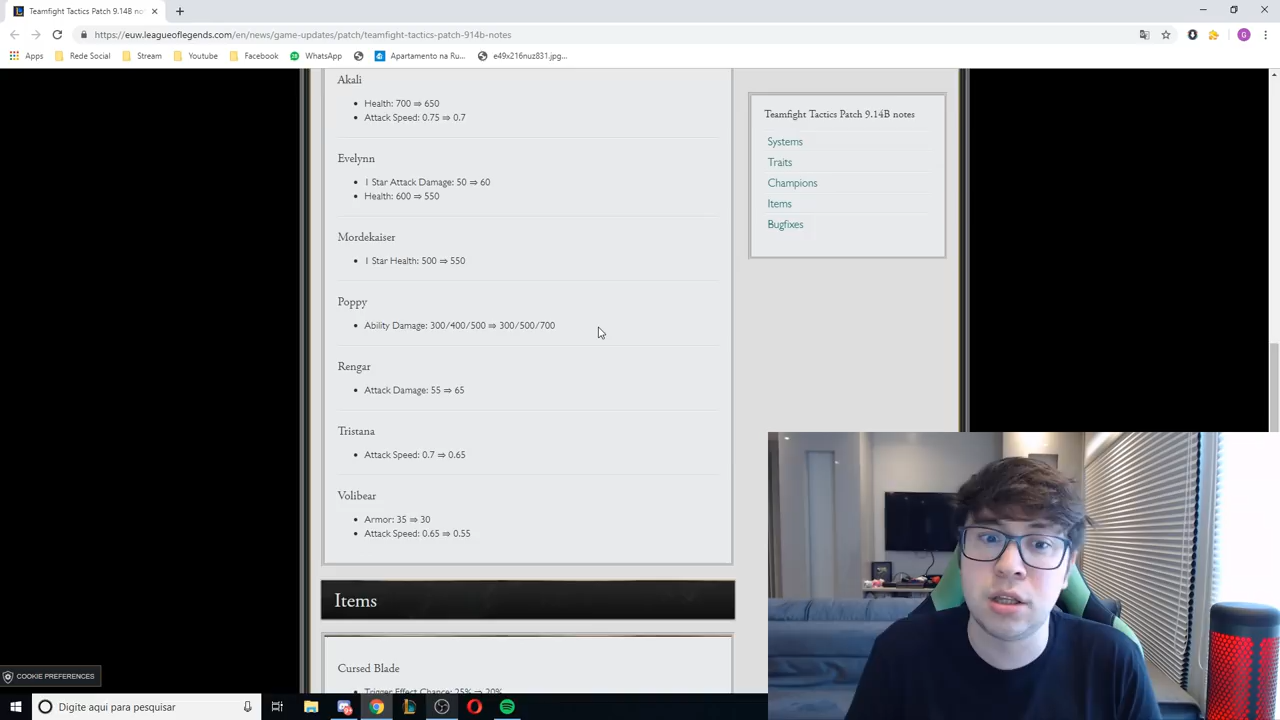 Teamfight Tactics Patch 9.14B no
https://euw.leagueoflegends.com/en/news/game-updates/patch/teamfight-tactics-patch-914b-notes
Apps
Rede Social
Stream
Youtube
Facebook
WhatsApp
Apartamento na Ru...
e49x216nuz831.jpg...
Akali
Health: 700 ⇒ 650
Attack Speed: 0.75 ⇒ 0.7
Evelynn
1 Star Attack Damage: 50 ⇒ 60
Health: 600 ⇒ 550
Mordekaiser
1 Star Health: 500 ⇒ 550
Poppy
Ability Damage: 300/400/500 ⇒ 300/500/700
Rengar
Attack Damage: 55 ⇒ 65
Tristana
Attack Speed: 0.7 ⇒ 0.65
Volibear
Armor: 35 ⇒ 30
Attack Speed: 0.65 ⇒ 0.55
Items
Cursed Blade
Trigger Effect Chance: 25% ⇒ 20%
Teamfight Tactics Patch 9.14B notes
Systems
Traits
Champions
Items
Bugfixes
COOKIE PREFERENCES
Digite aqui para pesquisar